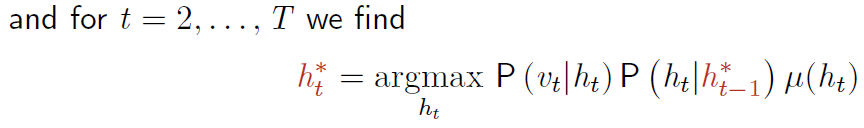 and for t = 2, . . . , T we find
h*_t = argmax_{h_t} P (v_t|h_t) P (h_t|h*_{t−1}) μ(h_t)